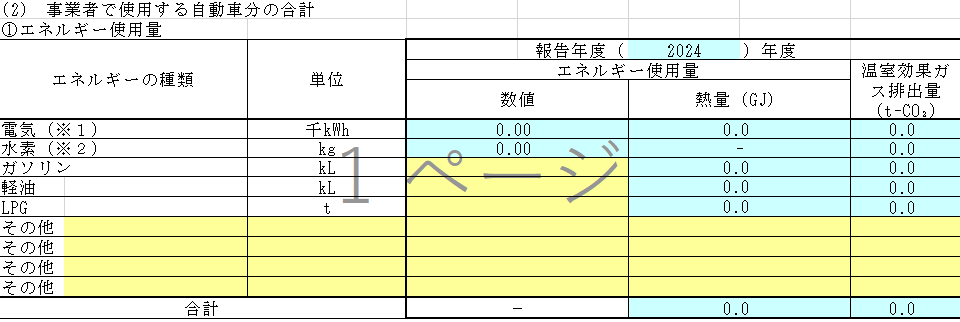 (2) 事業者で使用する自動車分の合計
①エネルギー使用量
エネルギーの種類 単位 報告年度( 2024 )年度
エネルギー使用量 温室効果ガス排出量(t-CO₂)
数値 熱量(GJ)
電気(※1) 千kWh 0.00 0.0 0.0
水素(※2) kg 0.00 - 0.0
ガソリン kL 0.0 0.0
軽油 kL 0.0 0.0
LPG t 0.0 0.0
その他
その他
その他
その他
合計 - 0.0 0.0
1 ページ